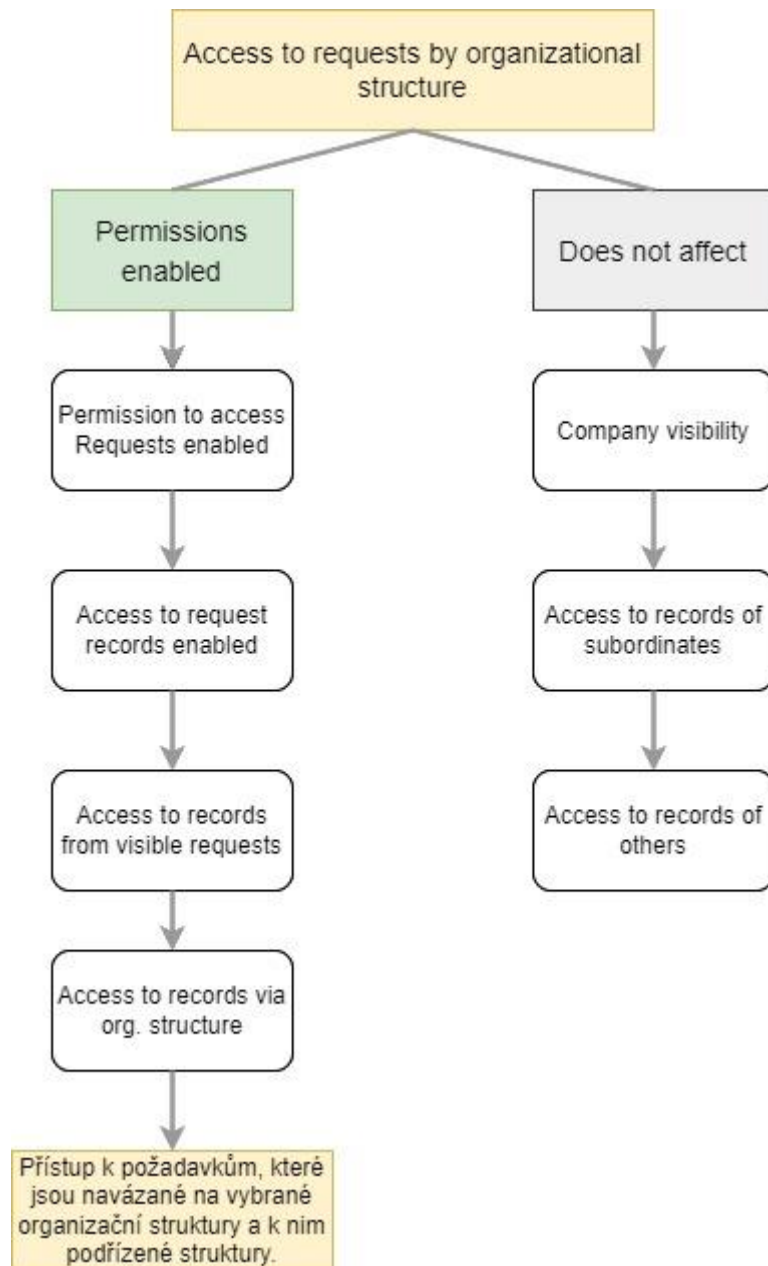 Access to requests by organizational
structure
Permissions
enabled
Does not affect
Permission to access
Requests enabled
Company visibility
Access to request
records enabled
Access to records of
subordinates
Access to records
from visible requests
Access to records of
others
Access to records via
org. structure
Přístup k požadavkům, které
jsou navázané na vybrané
organizační struktury a k nim
podřízené struktury.